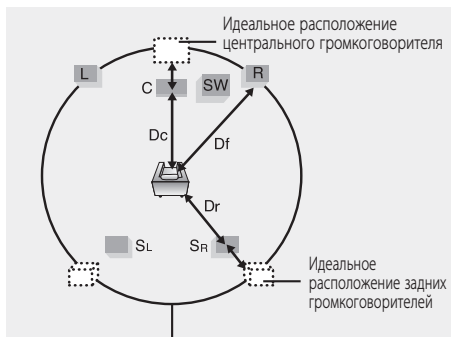 Идеальное расположение
центрального громкоговорителя
L
C
SW
R
Dc
Df
Dr
SL
SR
Идеальное
расположение задних
громкоговорителей